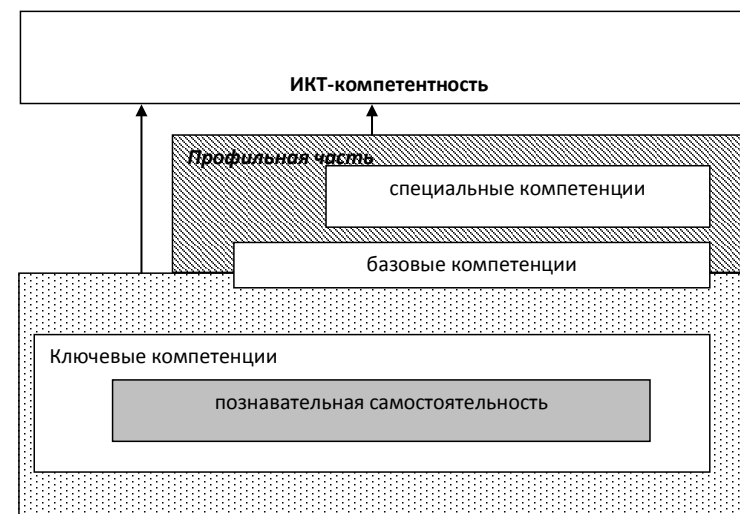 ИКТ-компетентность
Профильная часть
специальные компетенции
базовые компетенции
Ключевые компетенции
познавательная самостоятельность